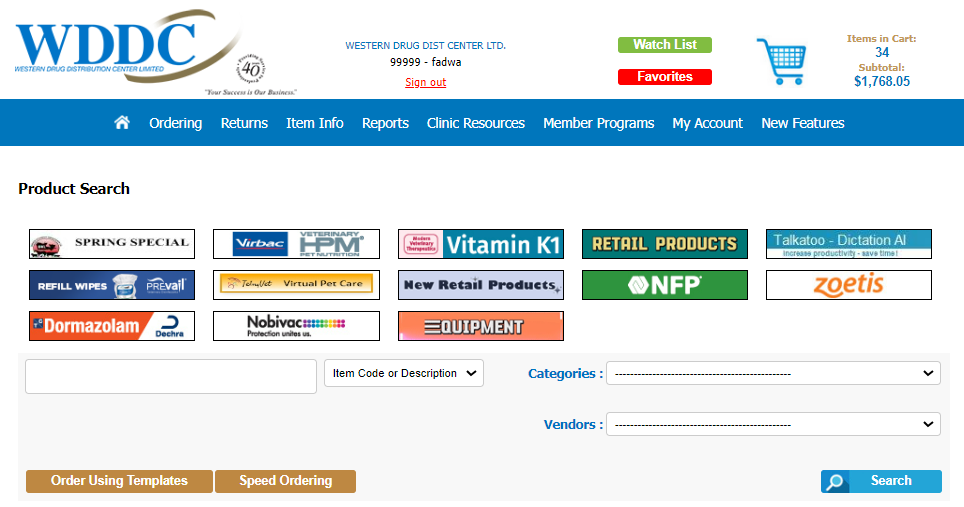 WDDC
WESTERN DRUG DISTRIBUTION CENTER LIMITED
40
"Your Success is Our Business."
WESTERN DRUG DIST CENTER LTD.
99999 - fadwa
Sign out
Watch List
Favorites
Items in Cart:
34
Subtotal:
$1,768.05
Ordering Returns Item Info Reports Clinic Resources Member Programs My Account New Features
Product Search
SPRING SPECIAL
Virbac VETERINARY HPM PET NUTRITION
Modern Veterinary Therapeutics Vitamin K1
RETAIL PRODUCTS
Talkatoo - Dictation AI
increase productivity - save time!
REFILL WIPES PREvail
TelmyVet Virtual Pet Care
New Retail Products
NFP
zoetis
Dormazolam Dechra
Nobivac
Protection unites us.
EQUIPMENT
Item Code or Description
Categories : ------------------------------------------------
Vendors : ------------------------------------------------
Order Using Templates Speed Ordering Search